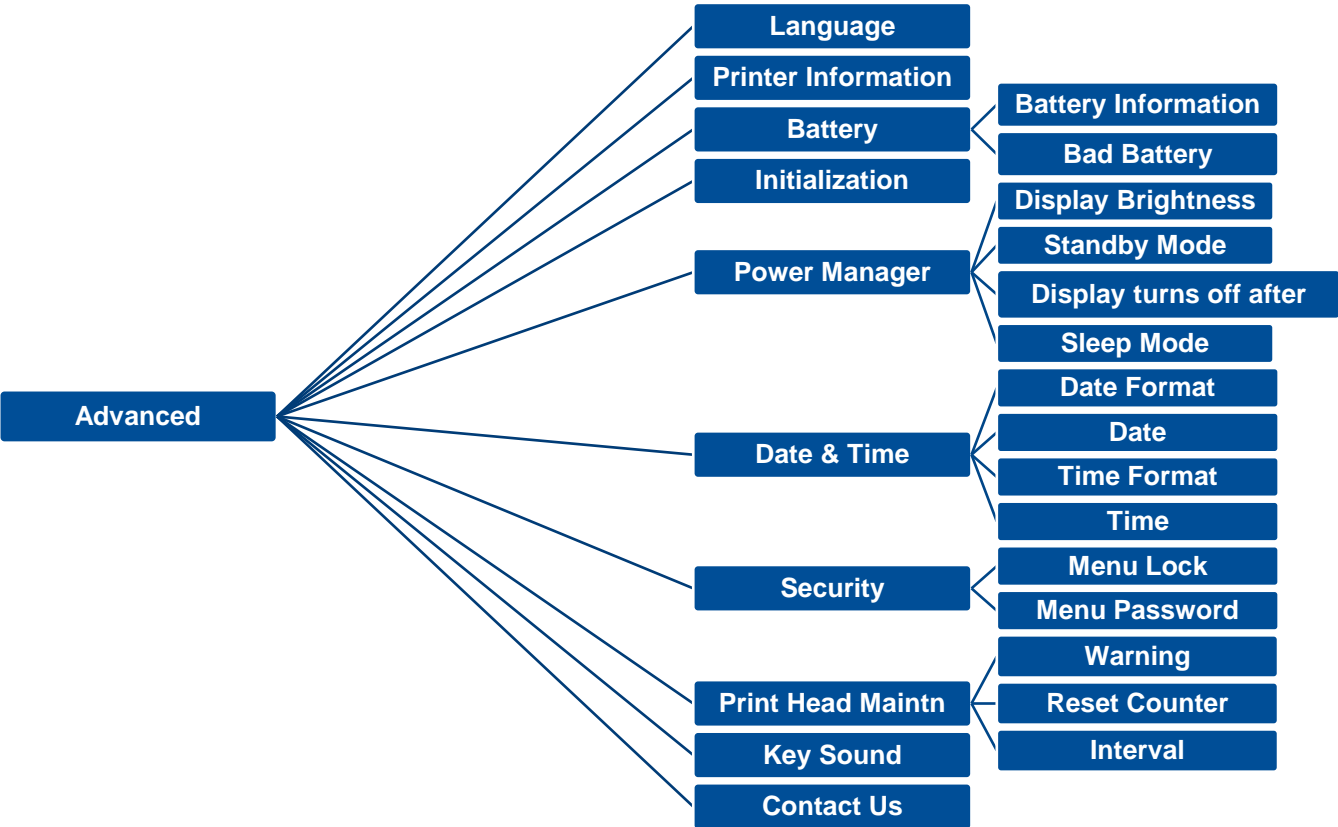 Advanced
Language
Printer Information
Battery
Battery Information
Bad Battery
Initialization
Power Manager
Display Brightness
Standby Mode
Display turns off after
Sleep Mode
Date & Time
Date Format
Date
Time Format
Time
Security
Menu Lock
Menu Password
Print Head Maintn
Warning
Reset Counter
Interval
Key Sound
Contact Us